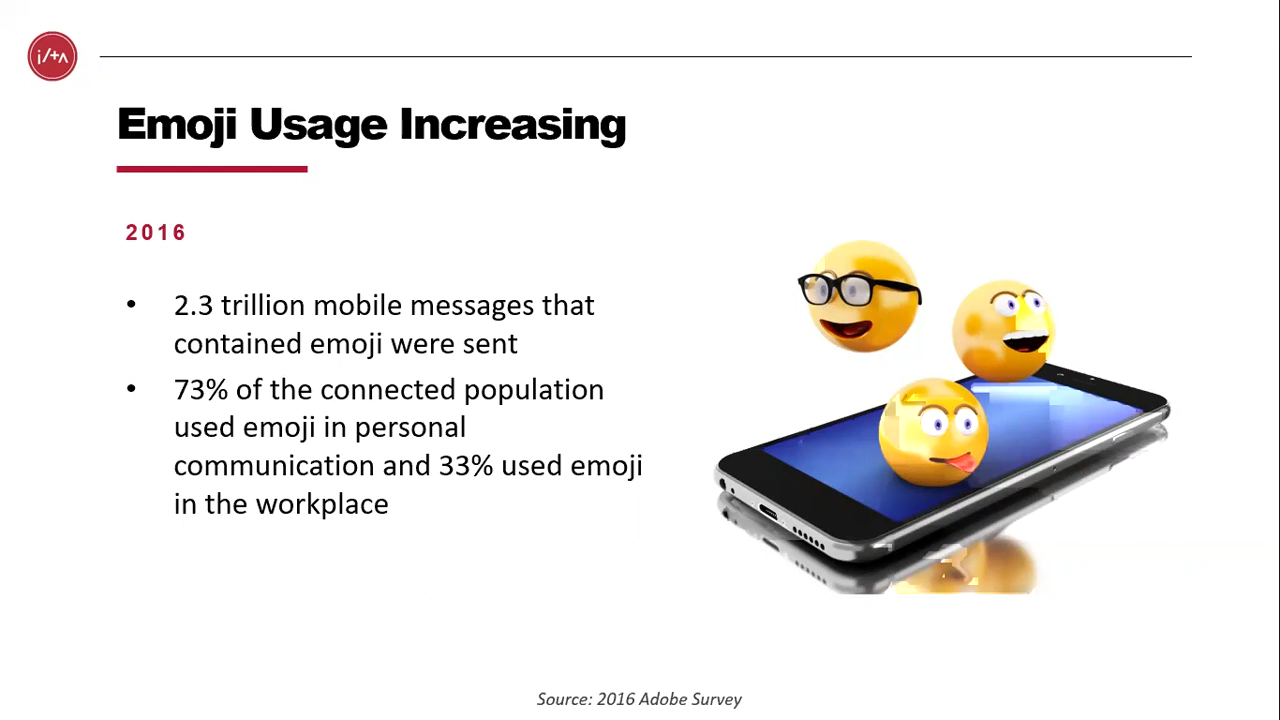 i/+Λ
Emoji Usage Increasing
2016
• 2.3 trillion mobile messages that
contained emoji were sent
• 73% of the connected population
used emoji in personal
communication and 33% used emoji
in the workplace
Source: 2016 Adobe Survey